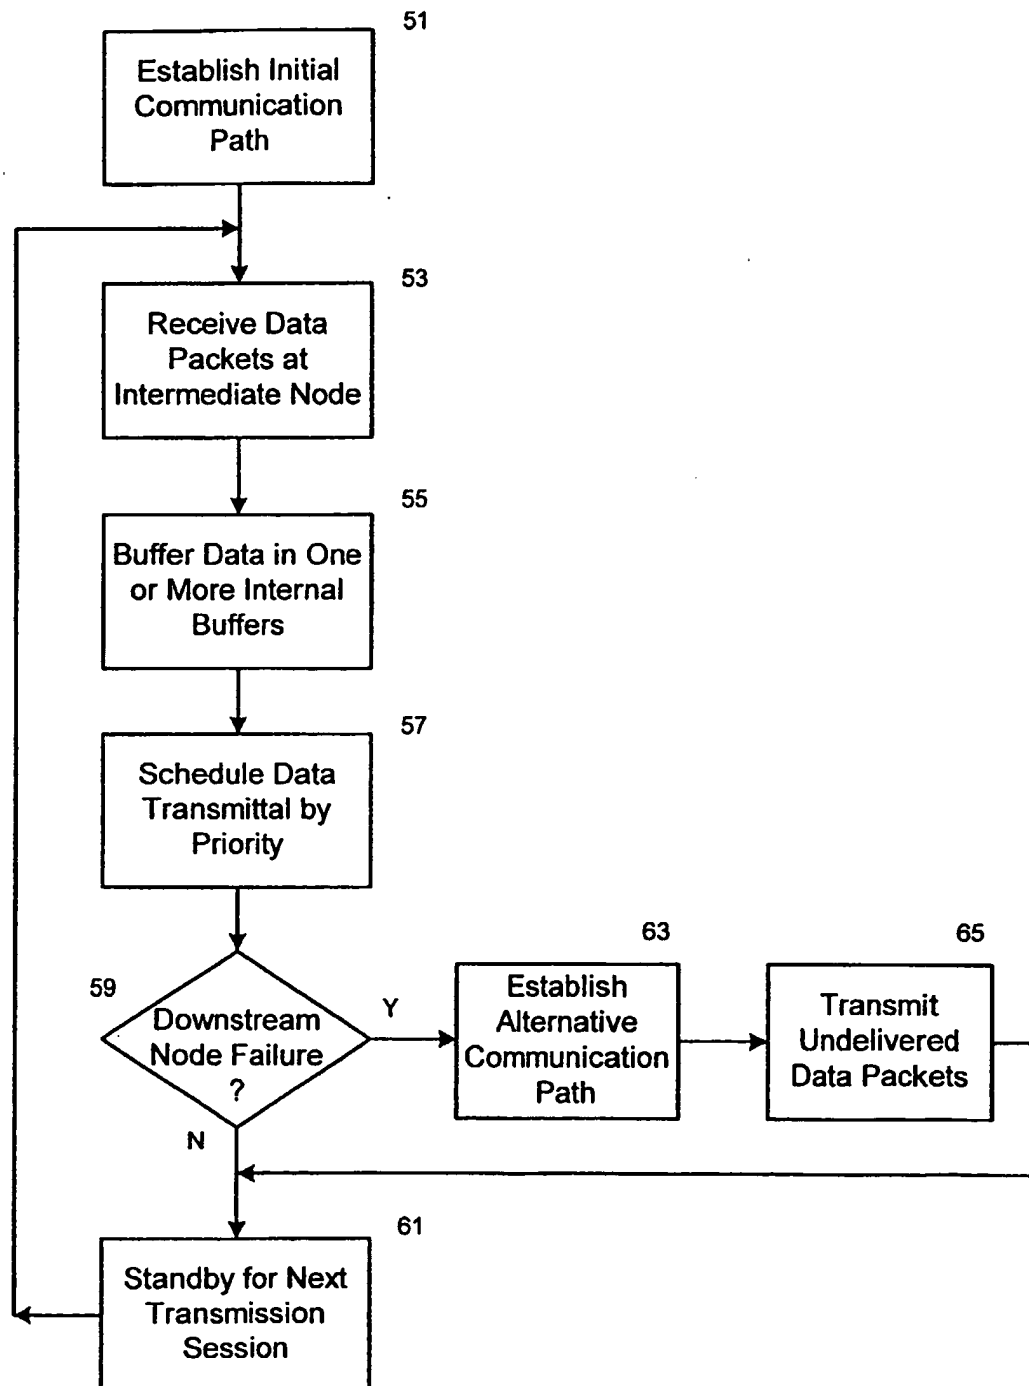 51
Establish Initial
Communication
Path
53
Receive Data
Packets at
Intermediate Node
55
Buffer Data in One
or More Internal
Buffers
57
Schedule Data
Transmittal by
Priority
59
Downstream
Node Failure
?
Y
N
63
Establish
Alternative
Communication
Path
65
Transmit
Undelivered
Data Packets
61
Standby for Next
Transmission
Session